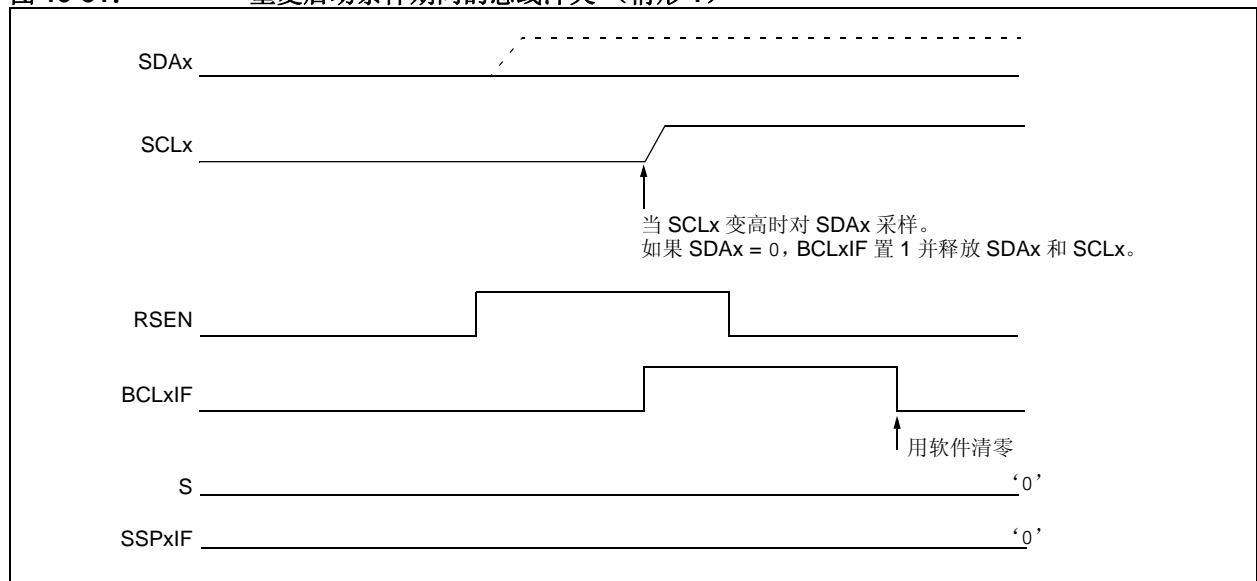 SDAx
SCLx
当 SCLx 变高时对 SDAx 采样。
如果 SDAx = 0，BCLxIF 置 1 并释放 SDAx 和 SCLx。
RSEN
BCLxIF
用软件清零
S
‘0’
SSPxIF
‘0’